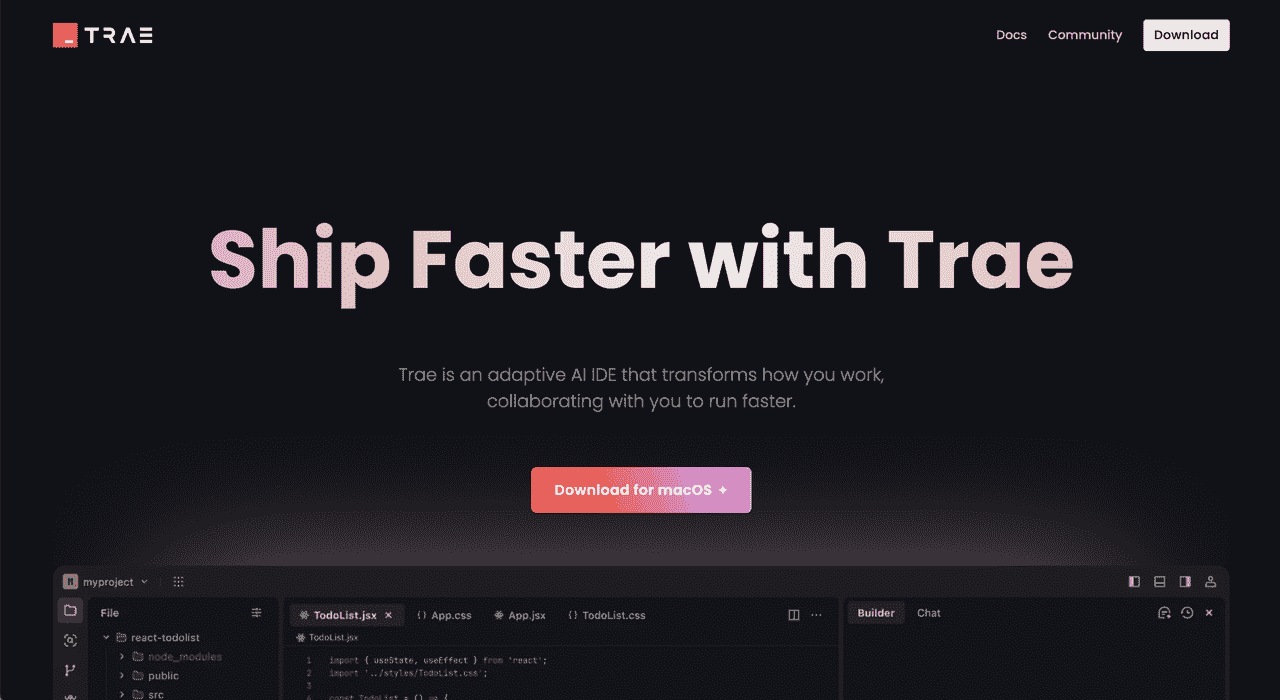 TRAE
Docs Community Download
Ship Faster with Trae
Trae is an adaptive AI IDE that transforms how you work,
collaborating with you to run faster.
Download for macOS
myproject
File
TodoList.jsx App.css App.jsx TodoList.css
Builder Chat
TodoList.jsx
react-todolist
node_modules
public
src
1 import { useState, useEffect } from 'react';
2 import '../styles/TodoList.css';
3
4 const TodoList = () => {